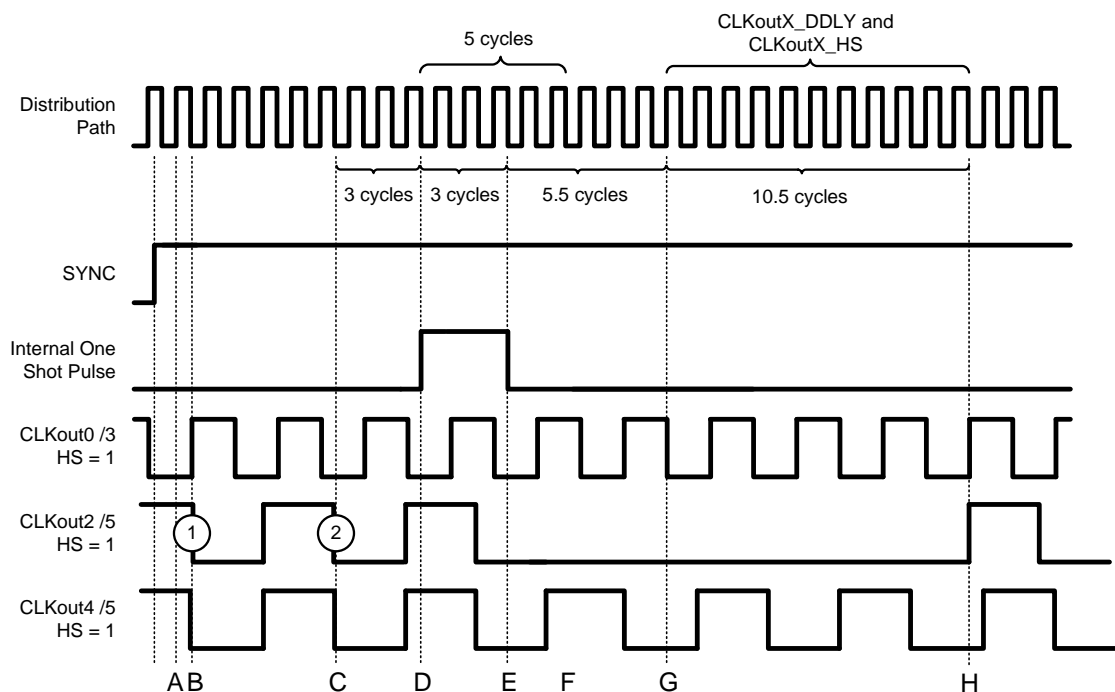 CLKoutX_DDLY and
CLKoutX_HS
5 cycles
Distribution
Path
3 cycles
3 cycles
5.5 cycles
10.5 cycles
SYNC
Internal One
Shot Pulse
CLKout0 /3
HS = 1
CLKout2 /5
HS = 1
1
2
CLKout4 /5
HS = 1
A B C D E F G H